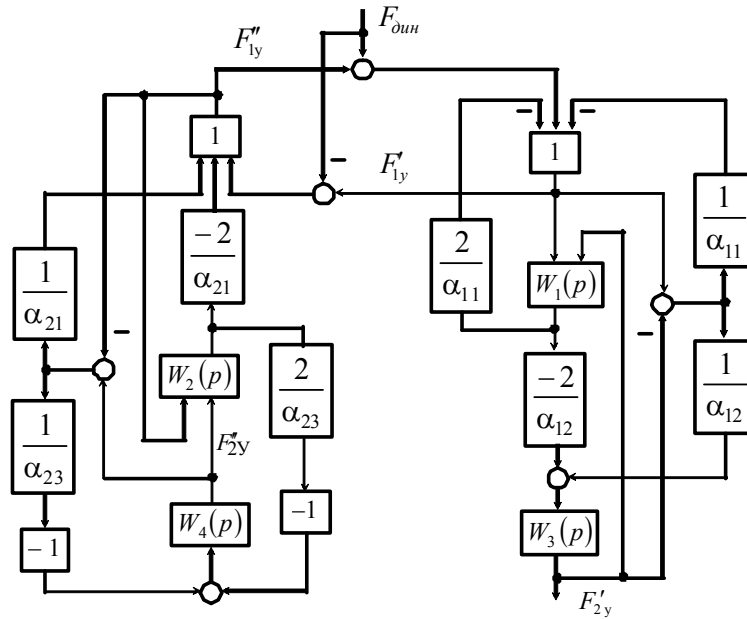 F_дин
F''_1y
1
−
F'_1y
−
−
1
1/α_21
−2/α_21
2/α_11
W_1(p)
1/α_11
−
−
W_2(p)
1/α_23
2/α_23
−2/α_12
1/α_12
F''_2У
−1
W_4(p)
−1
W_3(p)
F'_2y